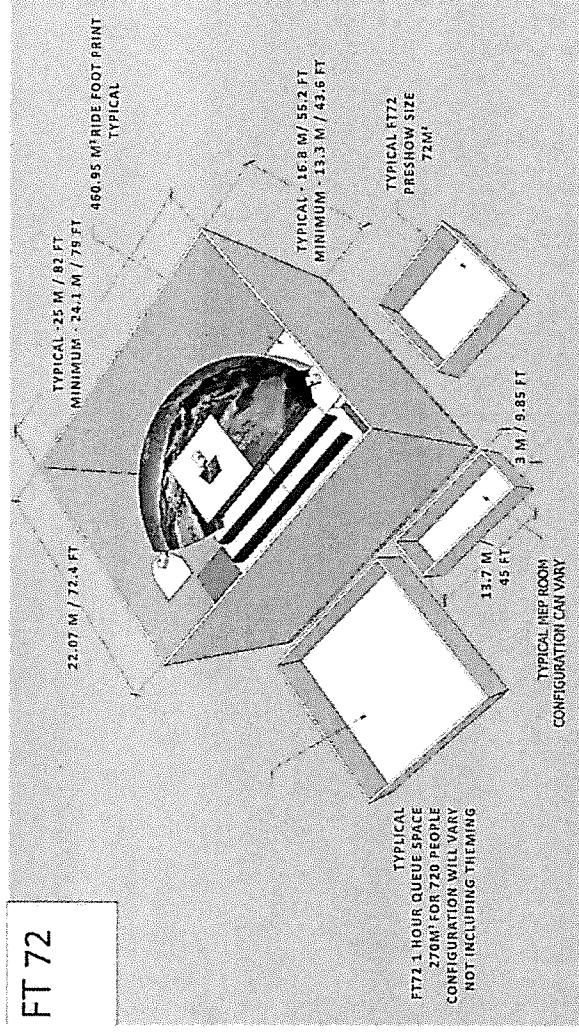 FT 72
TYPICAL -25 M / 82 FT
MINIMUM - 24.1 M / 79 FT
460.95 M² RIDE FOOT PRINT
TYPICAL
22.07 M / 72.4 FT
TYPICAL - 16.8 M/ 55.2 FT
MINIMUM - 13.3 M / 43.6 FT
TYPICAL FT72
PRESHOW SIZE
72M²
3 M / 9.85 FT
13.7 M
45 FT
TYPICAL MEP ROOM
CONFIGURATION CAN VARY
TYPLICAL
FT72 1 HOUR QUEUE SPACE
270M² FOR 720 PEOPLE
CONFIGURATION WILL VARY
NOT INCLUDING THEMING